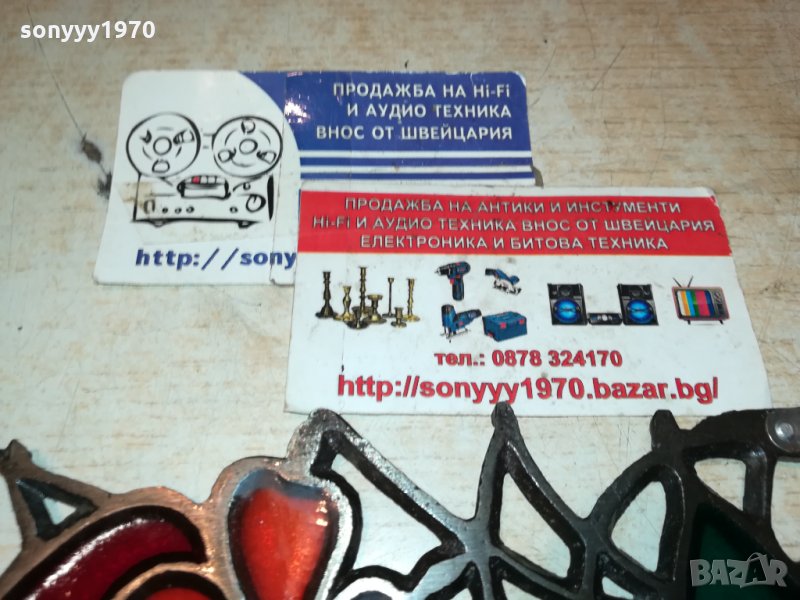 sonyyy1970
ПРОДАЖБА НА Hi-Fi
И АУДИО ТЕХНИКА
ВНОС ОТ ШВЕЙЦАРИЯ
http://sony
ПРОДАЖБА НА АНТИКИ И ИНСТУМЕНТИ
Hi-Fi И АУДИО ТЕХНИКА ВНОС ОТ ШВЕЙЦАРИЯ
ЕЛЕКТРОНИКА И БИТОВА ТЕХНИКА
тел.: 0878 324170
http://sonyyy1970.bazar.bg/
BAZAR